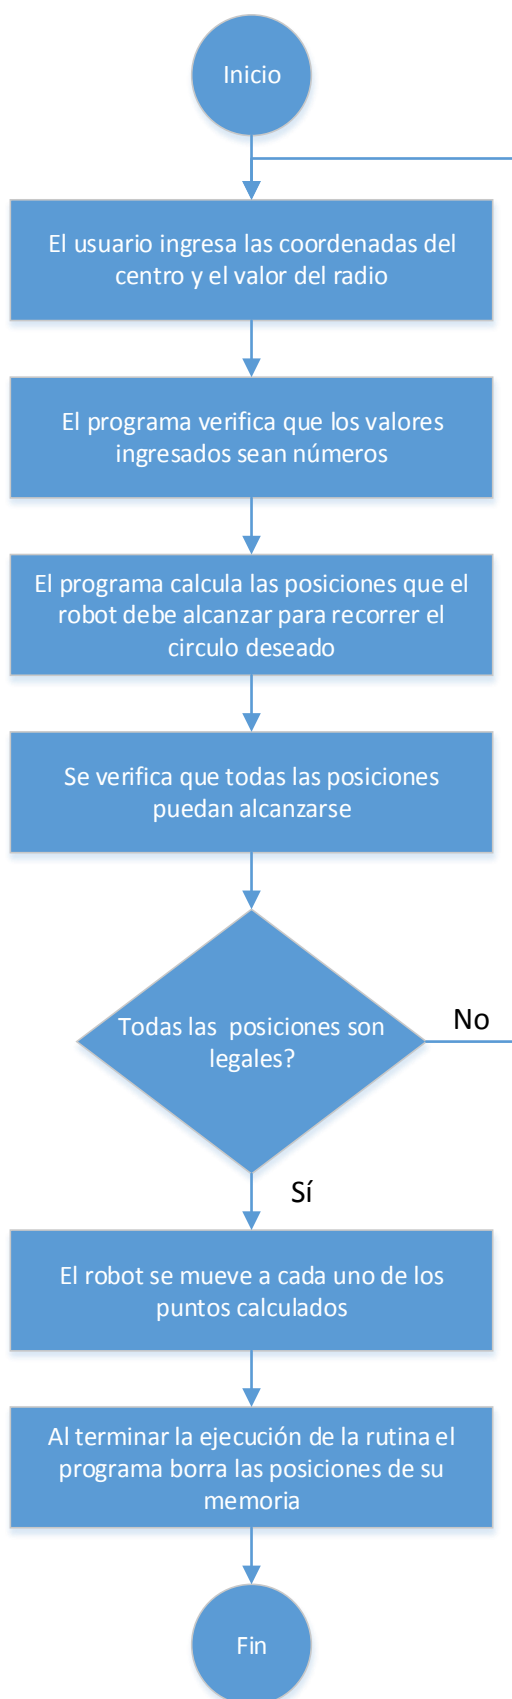 Inicio
El usuario ingresa las coordenadas del
centro y el valor del radio
El programa verifica que los valores
ingresados sean números
El programa calcula las posiciones que el
robot debe alcanzar para recorrer el
circulo deseado
Se verifica que todas las posiciones
puedan alcanzarse
Todas las posiciones son
legales?
No
Sí
El robot se mueve a cada uno de los
puntos calculados
Al terminar la ejecución de la rutina el
programa borra las posiciones de su
memoria
Fin